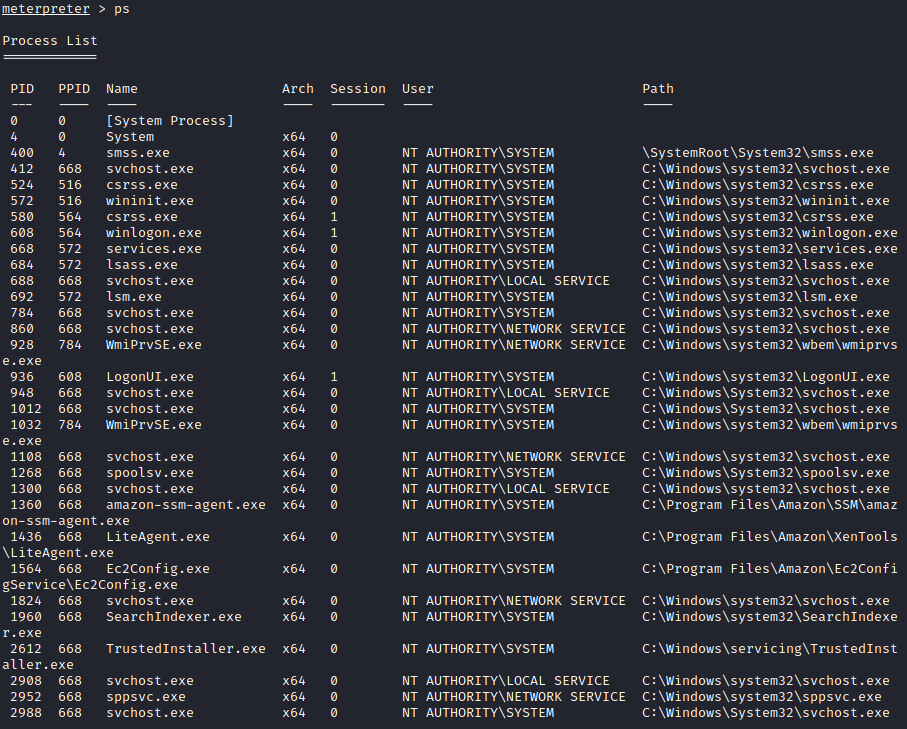 meterpreter > ps
Process List
============
PID PPID Name Arch Session User Path
--- ---- ---- ---- ------- ---- ----
0 0 [System Process]
4 0 System x64 0
400 4 smss.exe x64 0 NT AUTHORITY\SYSTEM \SystemRoot\System32\smss.exe
412 668 svchost.exe x64 0 NT AUTHORITY\SYSTEM C:\Windows\system32\svchost.exe
524 516 csrss.exe x64 0 NT AUTHORITY\SYSTEM C:\Windows\system32\csrss.exe
572 516 wininit.exe x64 0 NT AUTHORITY\SYSTEM C:\Windows\system32\wininit.exe
580 564 csrss.exe x64 1 NT AUTHORITY\SYSTEM C:\Windows\system32\csrss.exe
608 564 winlogon.exe x64 1 NT AUTHORITY\SYSTEM C:\Windows\system32\winlogon.exe
668 572 services.exe x64 0 NT AUTHORITY\SYSTEM C:\Windows\system32\services.exe
684 572 lsass.exe x64 0 NT AUTHORITY\SYSTEM C:\Windows\system32\lsass.exe
688 668 svchost.exe x64 0 NT AUTHORITY\LOCAL SERVICE C:\Windows\system32\svchost.exe
692 572 lsm.exe x64 0 NT AUTHORITY\SYSTEM C:\Windows\system32\lsm.exe
784 668 svchost.exe x64 0 NT AUTHORITY\SYSTEM C:\Windows\system32\svchost.exe
860 668 svchost.exe x64 0 NT AUTHORITY\NETWORK SERVICE C:\Windows\system32\svchost.exe
928 784 WmiPrvSE.exe x64 0 NT AUTHORITY\NETWORK SERVICE C:\Windows\system32\wbem\wmiprvs
e.exe
936 608 LogonUI.exe x64 1 NT AUTHORITY\SYSTEM C:\Windows\system32\LogonUI.exe
948 668 svchost.exe x64 0 NT AUTHORITY\LOCAL SERVICE C:\Windows\System32\svchost.exe
1012 668 svchost.exe x64 0 NT AUTHORITY\SYSTEM C:\Windows\System32\svchost.exe
1032 784 WmiPrvSE.exe x64 0 NT AUTHORITY\SYSTEM C:\Windows\system32\wbem\wmiprvs
e.exe
1108 668 svchost.exe x64 0 NT AUTHORITY\NETWORK SERVICE C:\Windows\system32\svchost.exe
1268 668 spoolsv.exe x64 0 NT AUTHORITY\SYSTEM C:\Windows\System32\spoolsv.exe
1300 668 svchost.exe x64 0 NT AUTHORITY\LOCAL SERVICE C:\Windows\system32\svchost.exe
1360 668 amazon-ssm-agent.exe x64 0 NT AUTHORITY\SYSTEM C:\Program Files\Amazon\SSM\amaz
on-ssm-agent.exe
1436 668 LiteAgent.exe x64 0 NT AUTHORITY\SYSTEM C:\Program Files\Amazon\XenTools
\LiteAgent.exe
1564 668 Ec2Config.exe x64 0 NT AUTHORITY\SYSTEM C:\Program Files\Amazon\Ec2Confi
gService\Ec2Config.exe
1824 668 svchost.exe x64 0 NT AUTHORITY\NETWORK SERVICE C:\Windows\system32\svchost.exe
1960 668 SearchIndexer.exe x64 0 NT AUTHORITY\SYSTEM C:\Windows\system32\SearchIndexe
r.exe
2612 668 TrustedInstaller.exe x64 0 NT AUTHORITY\SYSTEM C:\Windows\servicing\TrustedInst
aller.exe
2908 668 svchost.exe x64 0 NT AUTHORITY\LOCAL SERVICE C:\Windows\system32\svchost.exe
2952 668 sppsvc.exe x64 0 NT AUTHORITY\NETWORK SERVICE C:\Windows\system32\sppsvc.exe
2988 668 svchost.exe x64 0 NT AUTHORITY\SYSTEM C:\Windows\System32\svchost.exe